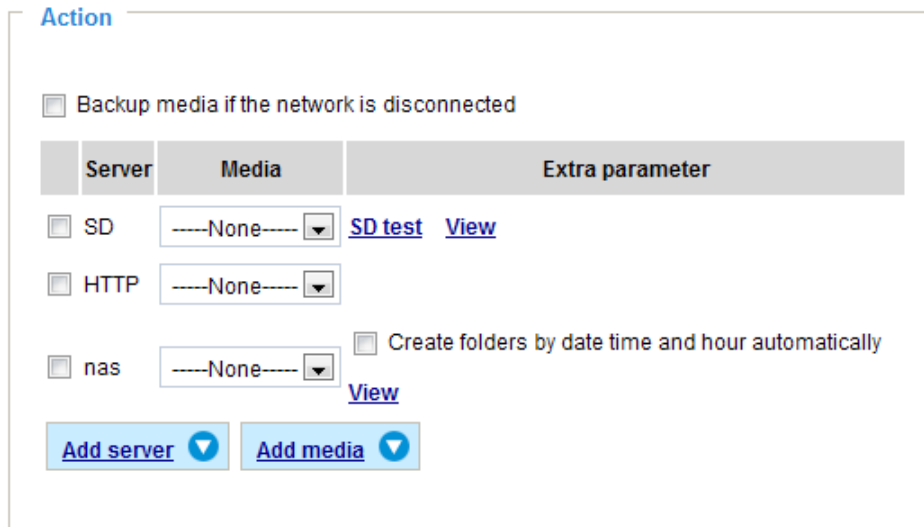 Action
Backup media if the network is disconnected
Server Media Extra parameter
SD -----None----- SD test View
HTTP -----None-----
nas -----None----- Create folders by date time and hour automatically
View
Add server Add media